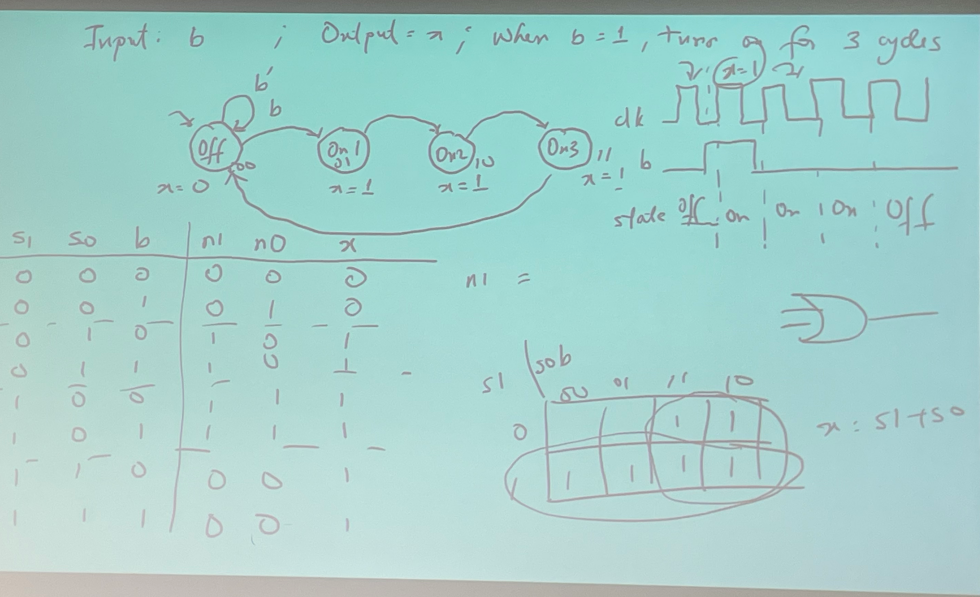 Input: b ; Output = x ; when b = 1, turn on for 3 cycles
b'
b
x=1
clk
Off
00
On1
01
On2
10
On3
11
b
x=0
x=1
x=1
x=1
state Off On On On Off
s1 s0 b n1 n0 x
0 0 0 0 0 0
0 0 1 0 1 0
0 1 0 1 0 1
0 1 1 1 0 1
1 0 0 1 1 1
1 0 1 1 1 1
1 1 0 0 0 1
1 1 1 0 0 1
n1 =
s1 \ s0b
00 01 11 10
0 1 1
1 1 1 1 1
x = s1+s0